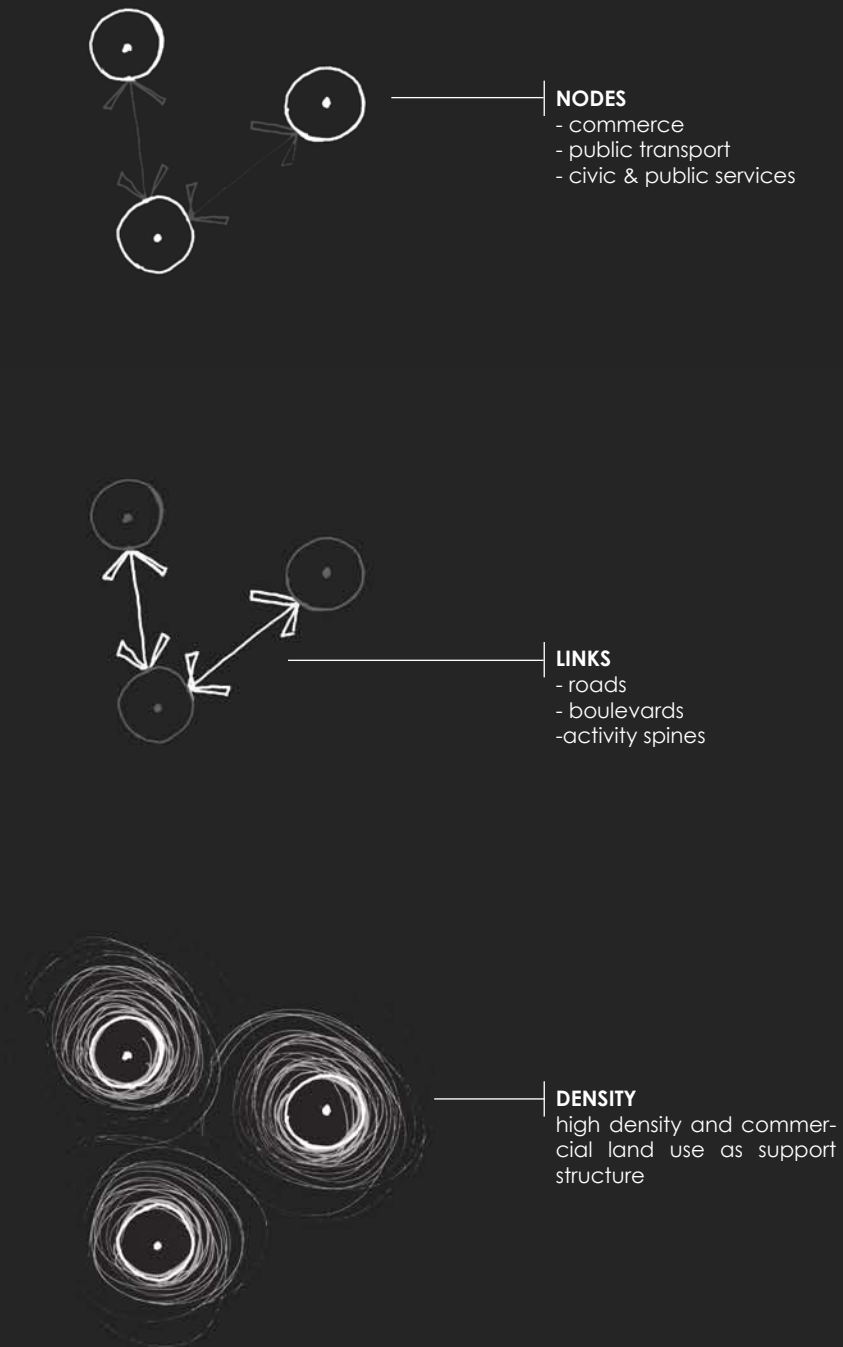 NODES
- commerce
- public transport
- civic & public services
LINKS
- roads
- boulevards
-activity spines
DENSITY
high density and commer-
cial land use as support
structure